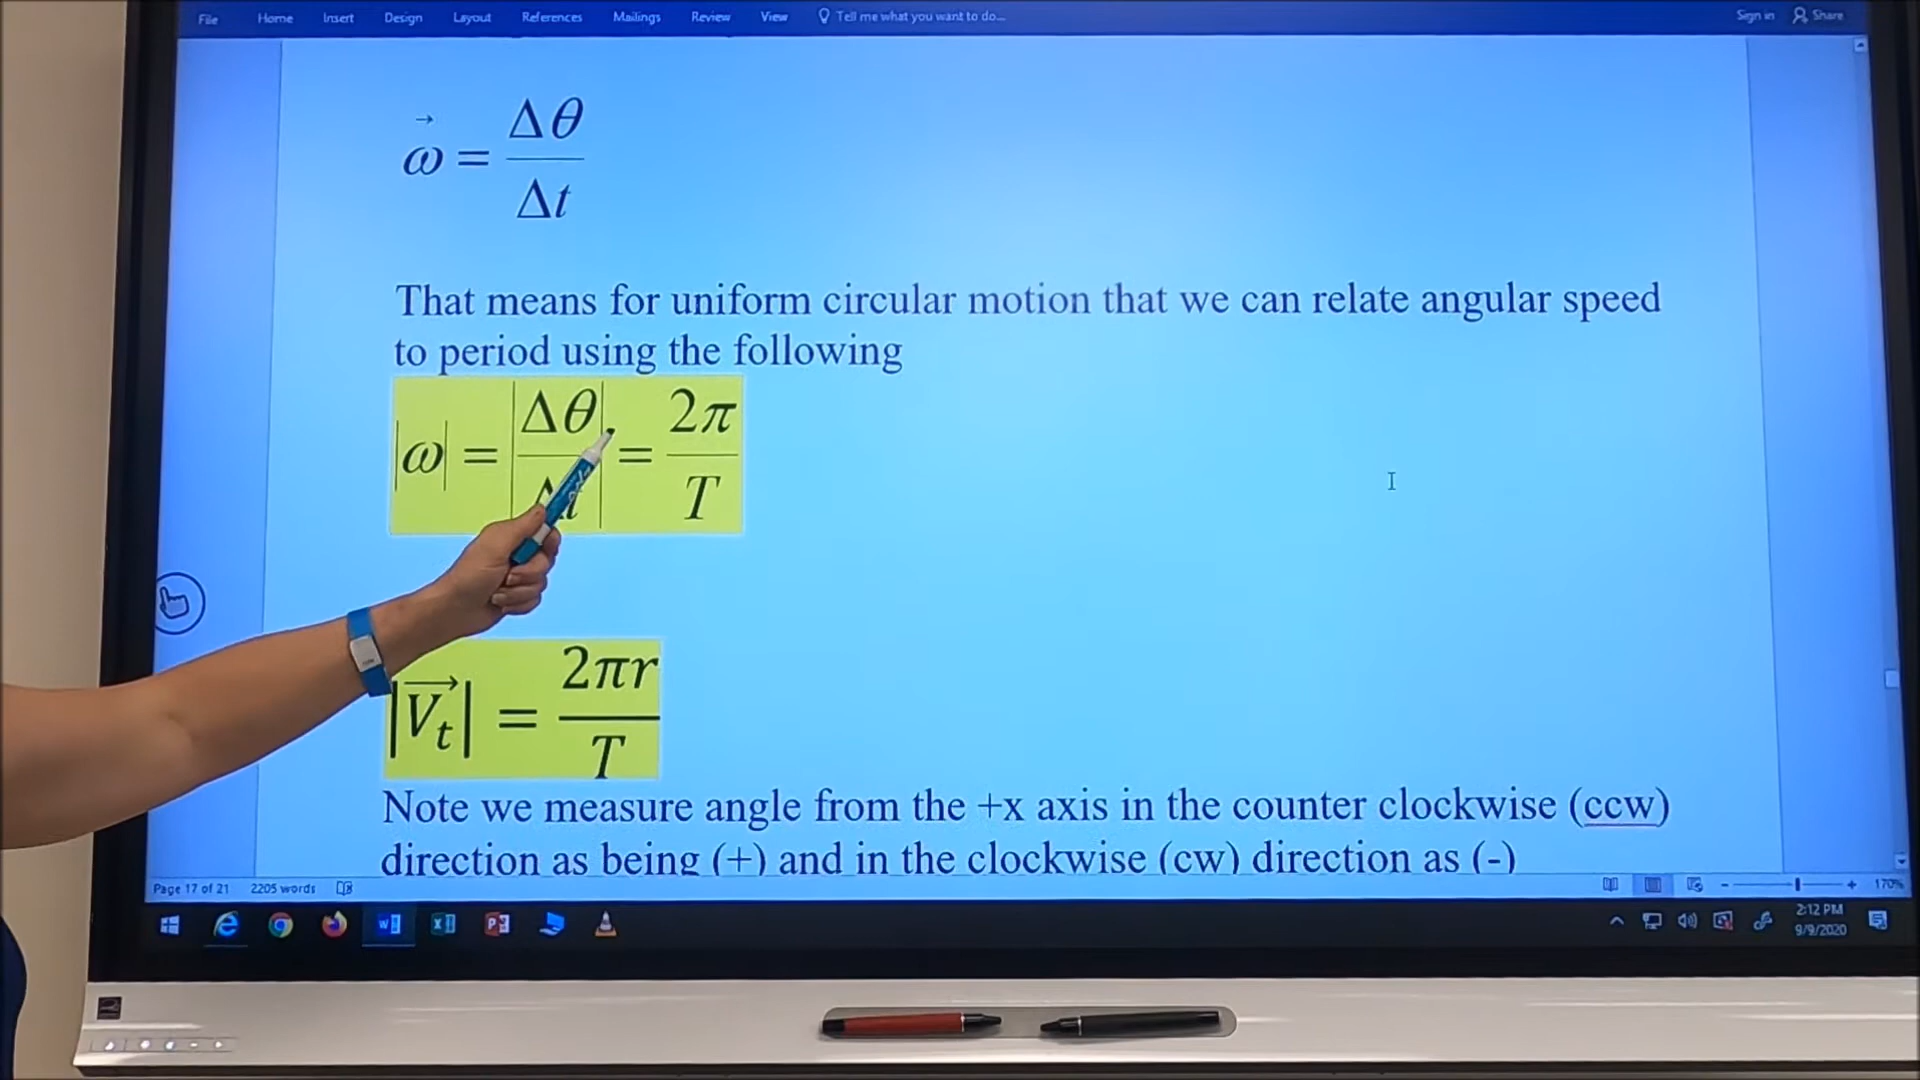 File Home Insert Design Layout References Mailings Review View Tell me what you want to do... Sign in Share
ω⃗ = Δθ / Δt
That means for uniform circular motion that we can relate angular speed
to period using the following
|ω| = |Δθ / Δt| = 2π / T
|V⃗ₜ| = 2πr / T
Note we measure angle from the +x axis in the counter clockwise (ccw)
direction as being (+) and in the clockwise (cw) direction as (-)
Page 17 of 21 2205 words 170%
2:12 PM
9/9/2020